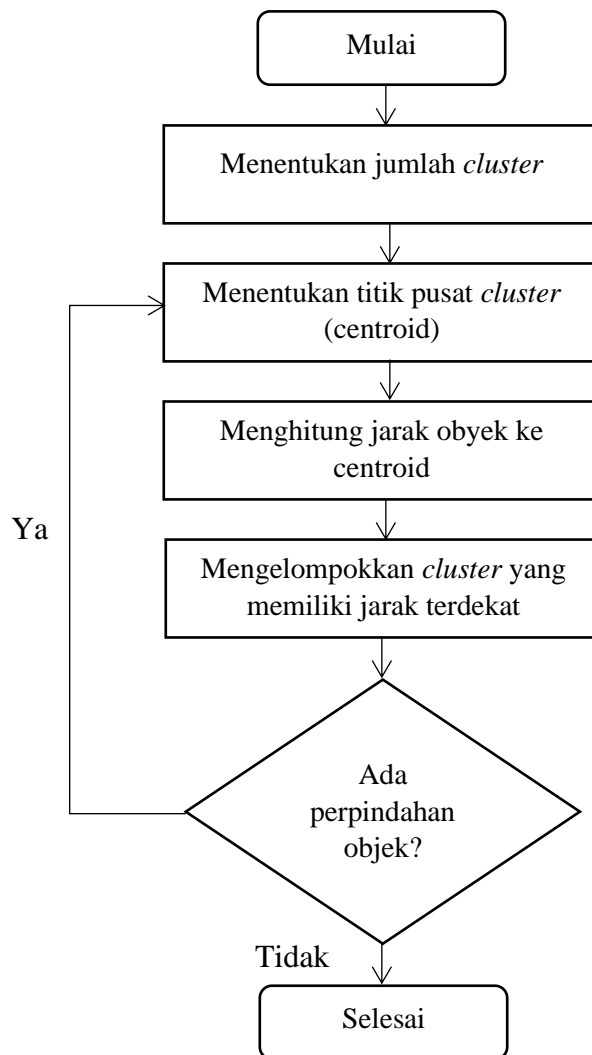 Mulai
Menentukan jumlah cluster
Menentukan titik pusat cluster
(centroid)
Menghitung jarak obyek ke
centroid
Ya
Mengelompokkan cluster yang
memiliki jarak terdekat
Ada
perpindahan
objek?
Tidak
Selesai